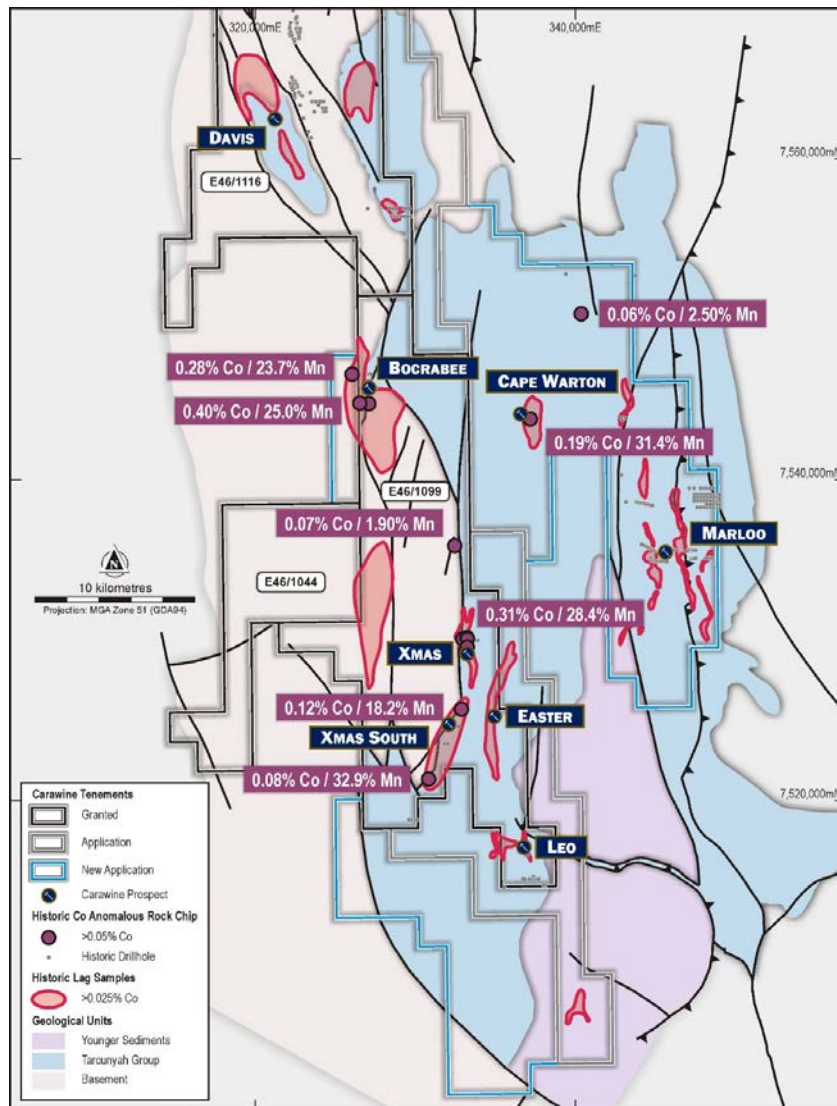 320,000mE
340,000mE
DAVIS
7,560,000m
E46/1116
0.06% Co / 2.50% Mn
0.28% Co / 23.7% Mn
BOCRABEE
CAPE WARTON
0.40% Co / 25.0% Mn
0.19% Co / 31.4% Mn
7,540,000m
E46/1099
0.07% Co / 1.90% Mn
MARLOO
10 kilometres
Projection: MGA Zone 51 (GDA94)
E46/1044
0.31% Co / 28.4% Mn
XMAS
0.12% Co / 18.2% Mn
EASTER
XMAS SOUTH
0.08% Co / 32.9% Mn
7,520,000m
LEO
Carawine Tenements
Granted
Application
New Application
Carawine Prospect
Historic Co Anomalous Rock Chip
>0.05% Co
Historic Drillhole
Historic Lag Samples
>0.025% Co
Geological Units
Younger Sediments
Tarcunyah Group
Basement